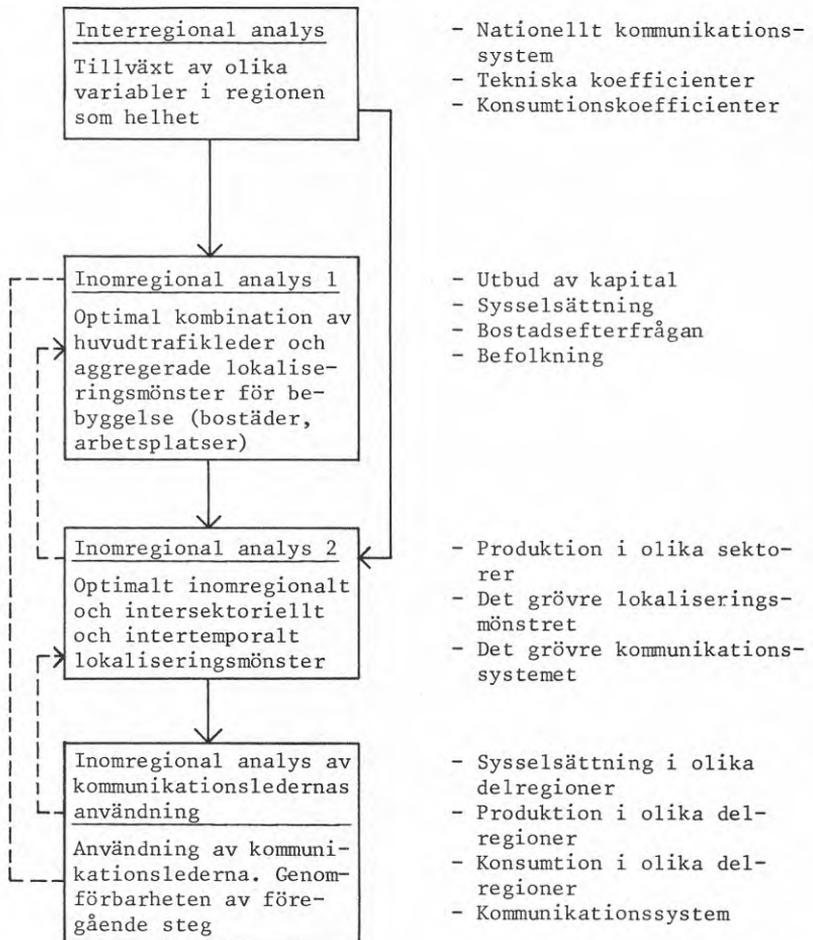 Interregional analys
Tillväxt av olika
variabler i regionen
som helhet
- Nationellt kommunikations-
system
- Tekniska koefficienter
- Konsumtionskoefficienter
Inomregional analys 1
Optimal kombination av
huvudtrafikleder och
aggregerade lokalise-
ringsmönster för be-
byggelse (bostäder,
arbetsplatser)
- Utbud av kapital
- Sysselsättning
- Bostadsefterfrågan
- Befolkning
Inomregional analys 2
Optimalt inomregionalt
och intersektoriellt
och intertemporalt
lokaliseringsmönster
- Produktion i olika sekto-
rer
- Det grövre lokaliserings-
mönstret
- Det grövre kommunikations-
systemet
Inomregional analys av
kommunikationsledernas
användning
Användning av kommuni-
kationslederna. Genom-
förbarheten av före-
gående steg
- Sysselsättning i olika
delregioner
- Produktion i olika del-
regioner
- Konsumtion i olika del-
regioner
- Kommunikationssystem